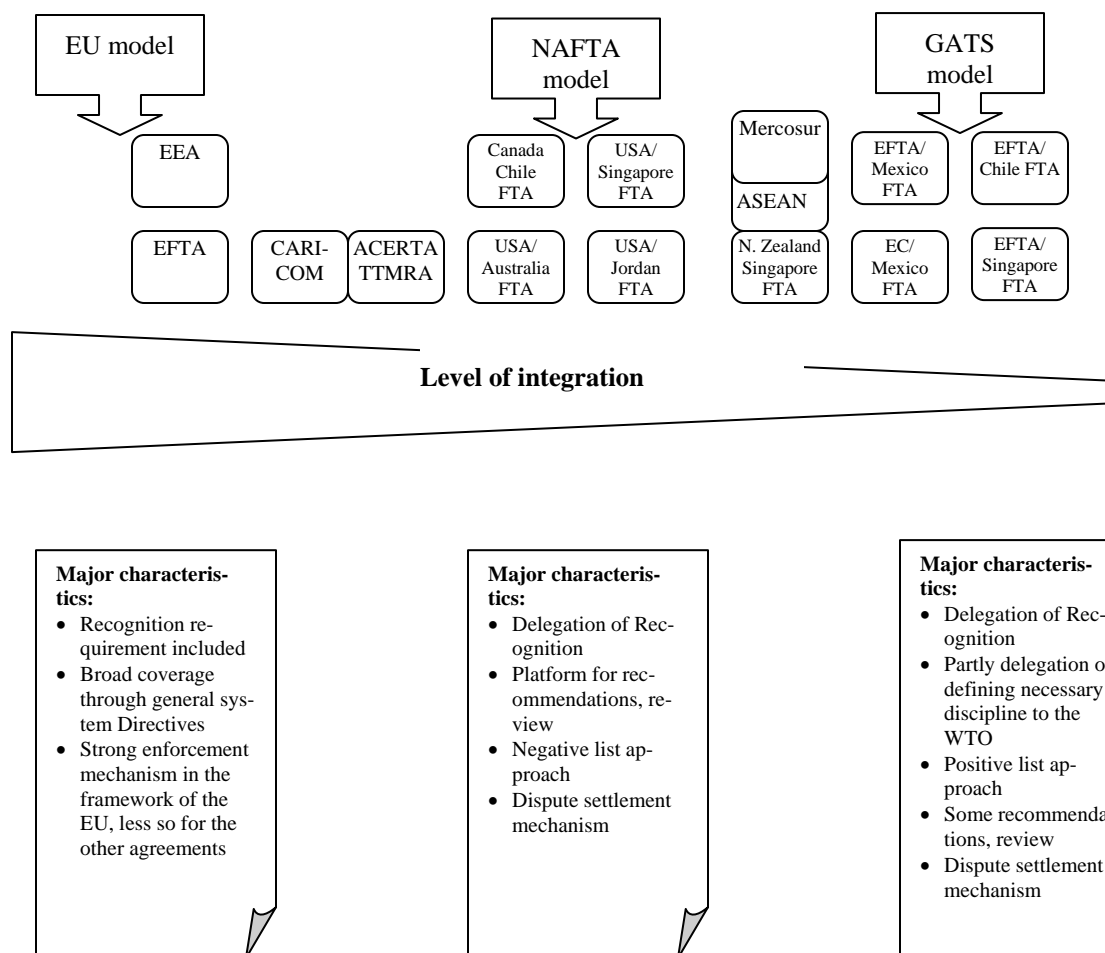 EU model
NAFTA
model
GATS
model
EEA
Canada
Chile
FTA
USA/
Singapore
FTA
Mercosur
ASEAN
EFTA/
Mexico
FTA
EFTA/
Chile FTA
EFTA
CARI-
COM
ACERTA
TTMRA
USA/
Australia
FTA
USA/
Jordan
FTA
N. Zealand
Singapore
FTA
EC/
Mexico
FTA
EFTA/
Singapore
FTA
Level of integration
Major characteris-
tics:
• Recognition re-
quirement included
• Broad coverage
through general sys-
tem Directives
• Strong enforcement
mechanism in the
framework of the
EU, less so for the
other agreements
Major characteris-
tics:
• Delegation of Rec-
ognition
• Platform for rec-
ommendations, re-
view
• Negative list ap-
proach
• Dispute settlement
mechanism
Major characteris-
tics:
• Delegation of Rec-
ognition
• Partly delegation o
defining necessary
discipline to the
WTO
• Positive list ap-
proach
• Some recommenda
tions, review
• Dispute settlement
mechanism